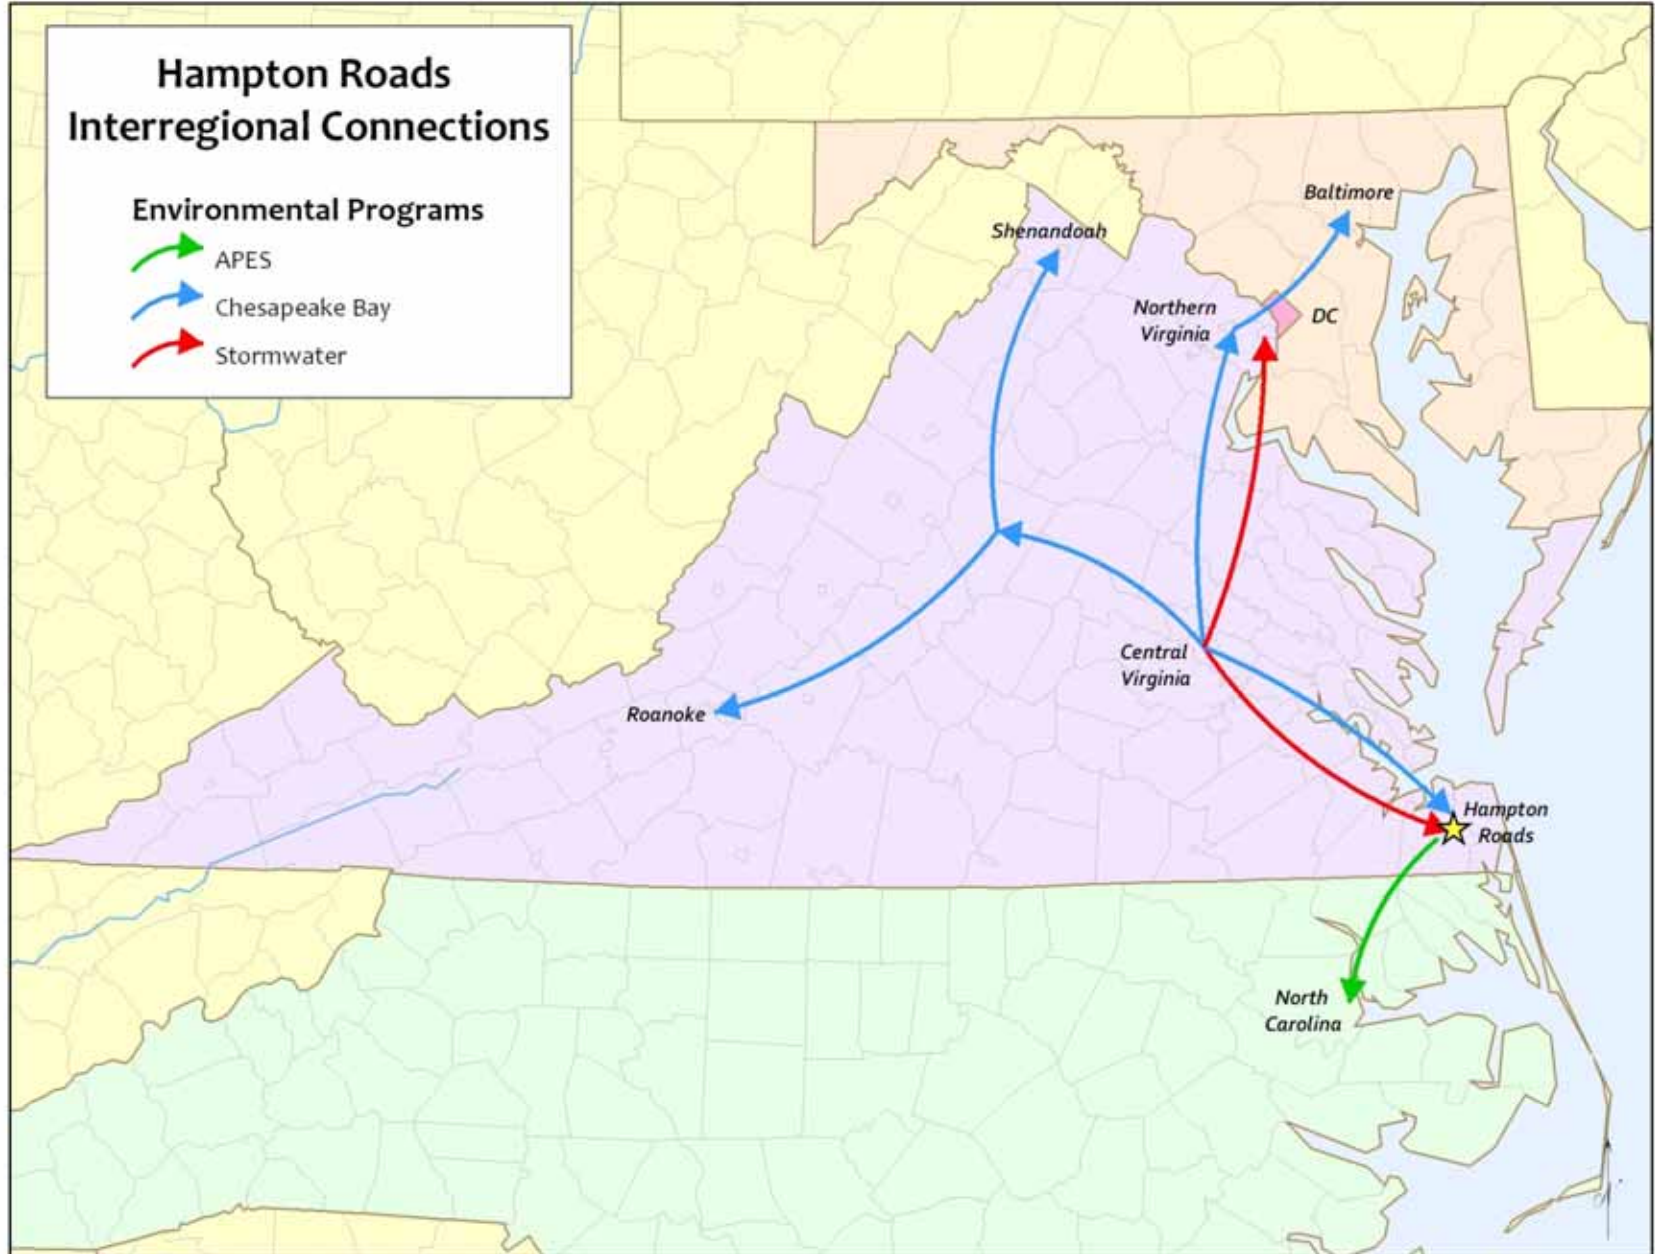 Hampton Roads
Interregional Connections
Environmental Programs
APES
Chesapeake Bay
Stormwater
Baltimore
Shenandoah
Northern
Virginia
DC
Central
Virginia
Roanoke
Hampton
Roads
North
Carolina